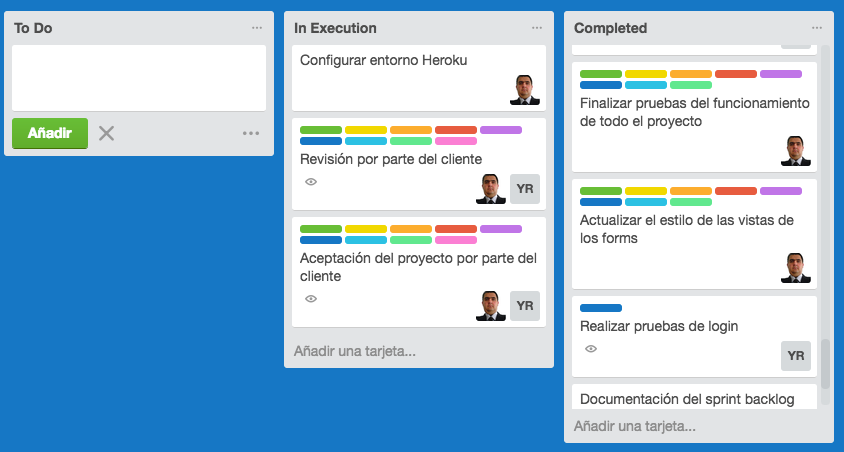 To Do
Añadir
In Execution
Configurar entorno Heroku
Revisión por parte del cliente
YR
Aceptación del proyecto por parte del
cliente
YR
Añadir una tarjeta...
Completed
Finalizar pruebas del funcionamiento
de todo el proyecto
Actualizar el estilo de las vistas de
los forms
Realizar pruebas de login
YR
Documentación del sprint backlog
Añadir una tarjeta...